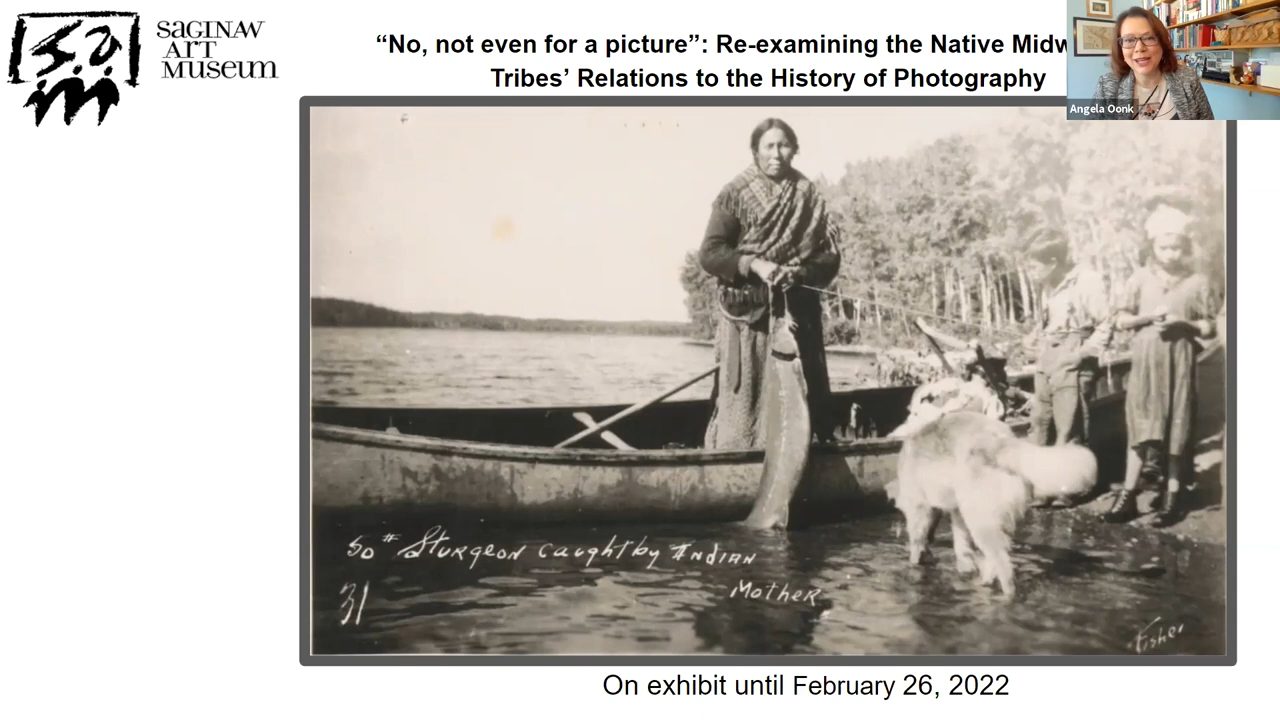 s.a.m
SAGINAW
ART
MUSEUM
“No, not even for a picture”: Re-examining the Native Midw
Tribes’ Relations to the History of Photography
Angela Oonk
50# Sturgeon caught by Indian
Mother
31
Fisher
On exhibit until February 26, 2022